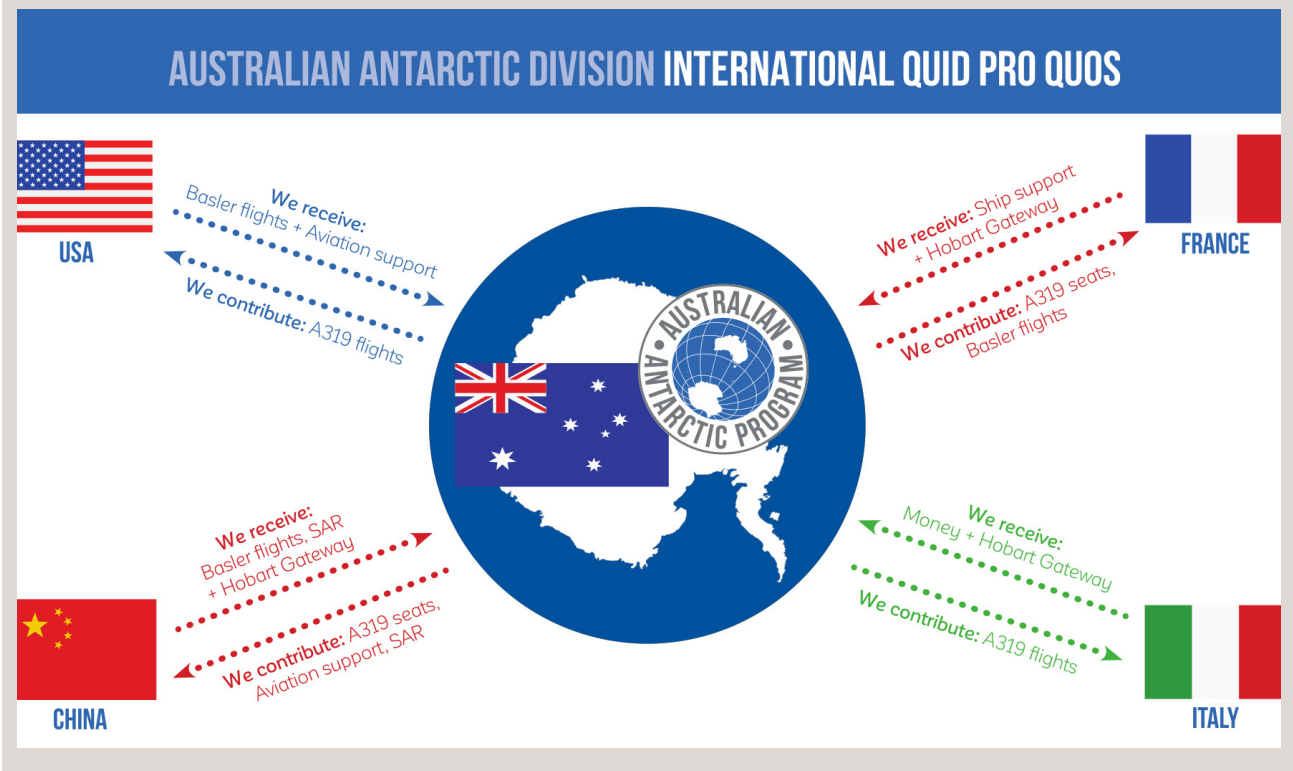 AUSTRALIAN ANTARCTIC DIVISION INTERNATIONAL QUID PRO QUOS
USA
We receive:
Basler flights + Aviation support
We contribute: A319 flights
FRANCE
We receive: Ship support
+ Hobart Gateway
We contribute: A319 seats,
Basler flights
AUSTRALIAN
ANTARCTIC PROGRAM
CHINA
We receive:
Basler flights, SAR
+ Hobart Gateway
We contribute: A319 seats,
Aviation support, SAR
ITALY
We receive:
Money + Hobart Gateway
We contribute: A319 flights